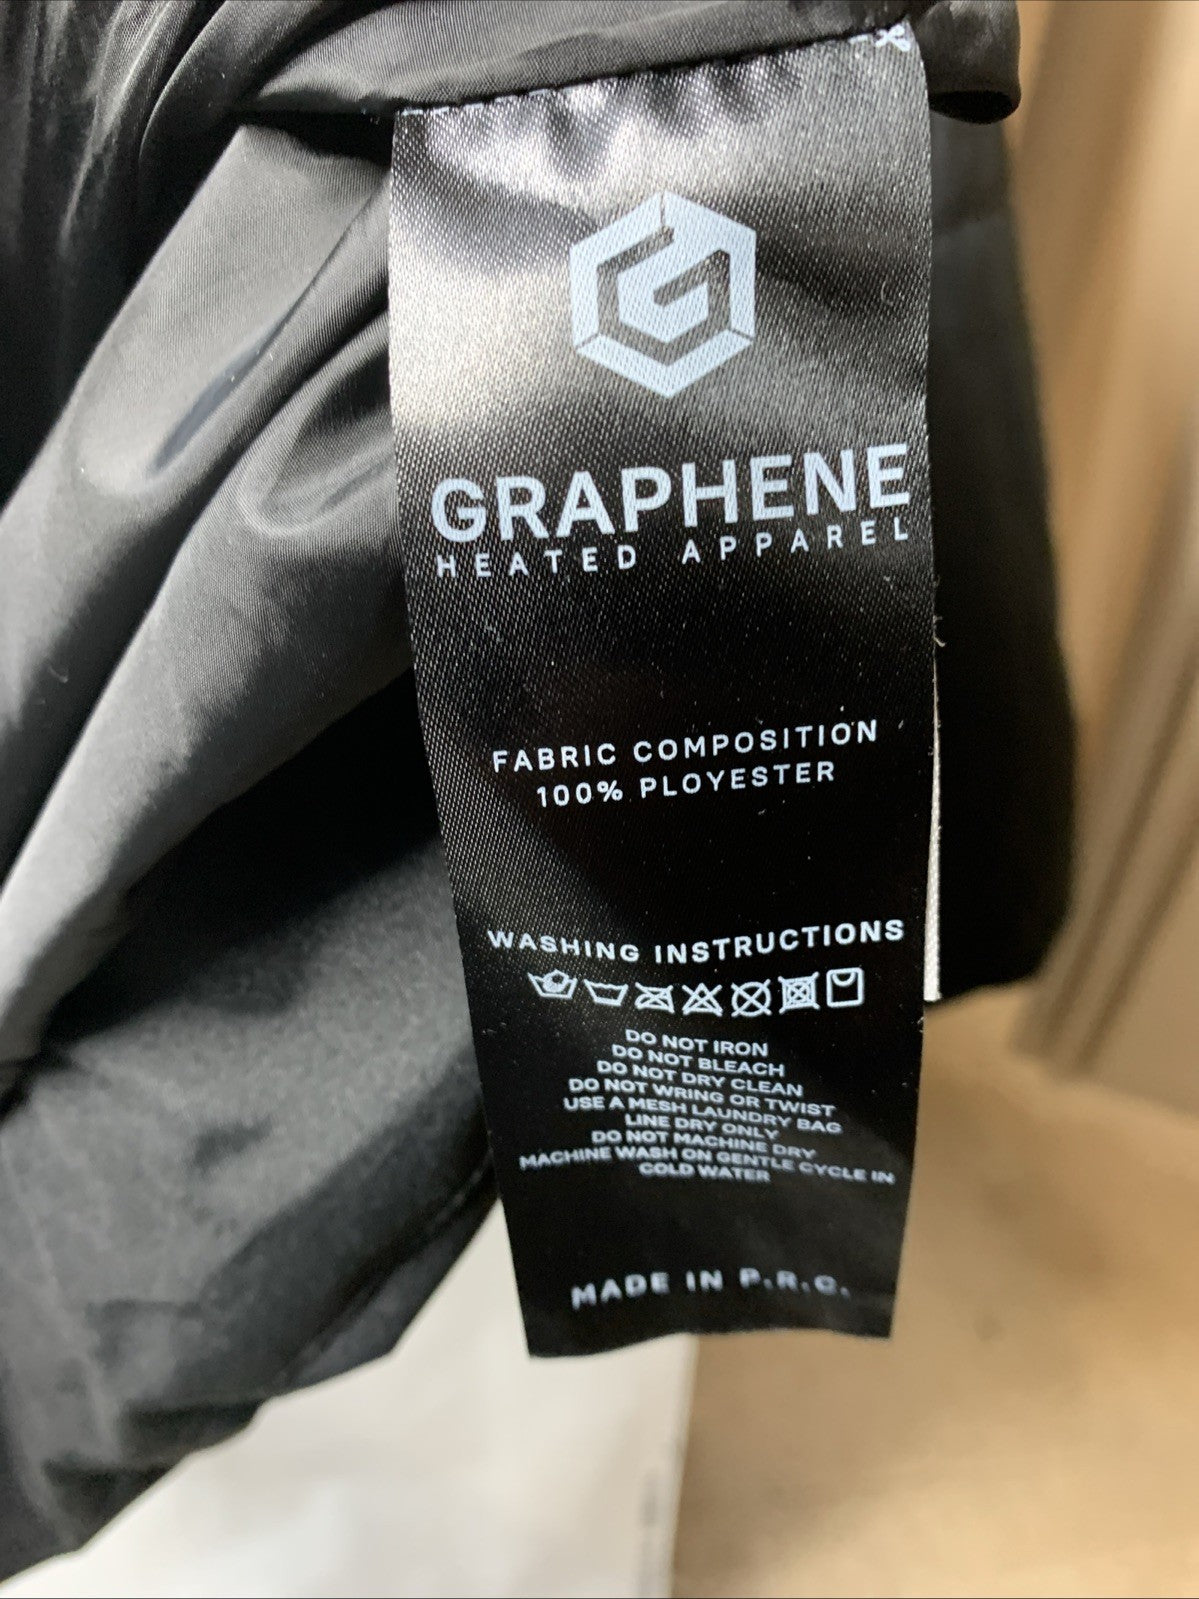 GRAPHENE
HEATED APPAREL
FABRIC COMPOSITION
100% PLOYESTER
WASHING INSTRUCTIONS
DO NOT IRON
DO NOT BLEACH
DO NOT DRY CLEAN
DO NOT WRING OR TWIST
USE A MESH LAUNDRY BAG
LINE DRY ONLY
DO NOT MACHINE DRY
MACHINE WASH ON GENTLE CYCLE IN
COLD WATER
MADE IN P.R.C.